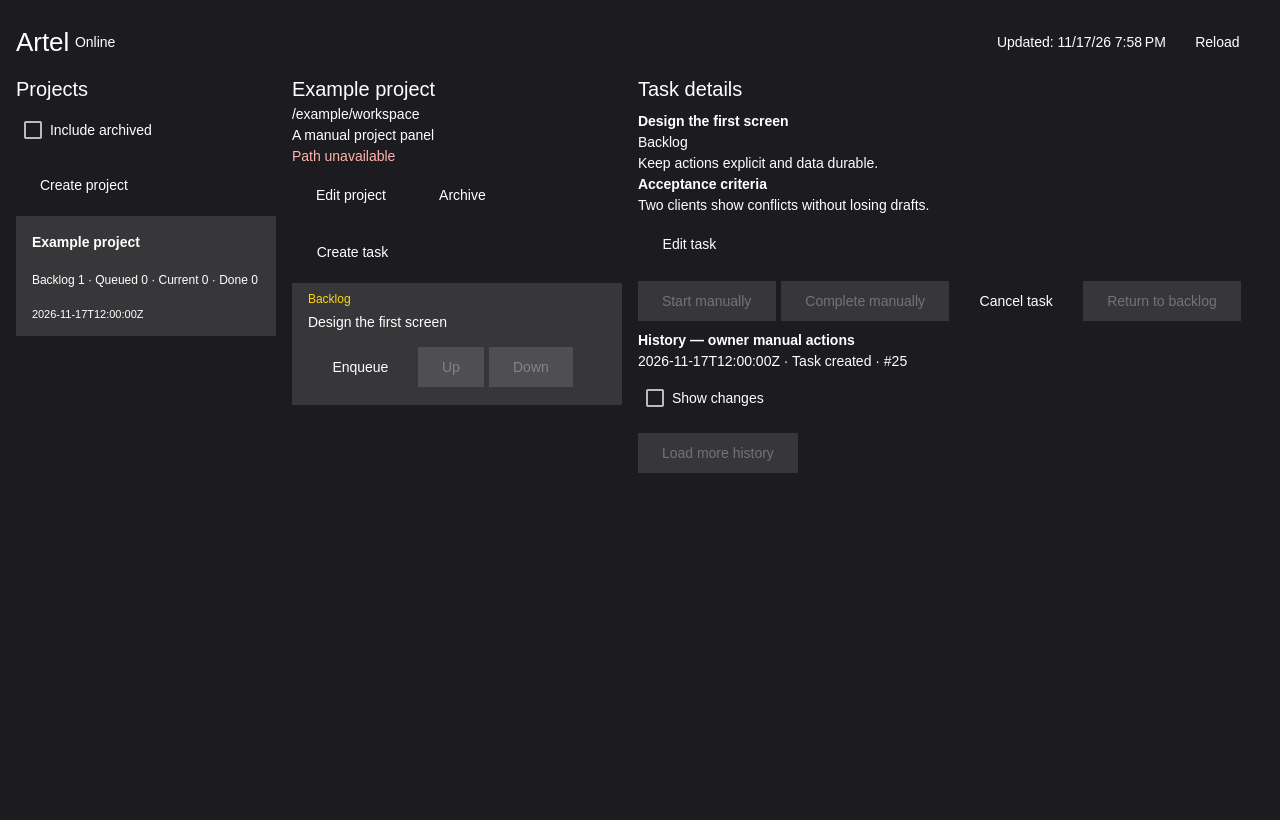 Artel Online
Updated: 11/17/26 7:58 PM
Reload
Projects
Include archived
Create project
Example project
Backlog 1 · Queued 0 · Current 0 · Done 0
2026-11-17T12:00:00Z
Example project
/example/workspace
A manual project panel
Path unavailable
Edit project
Archive
Create task
Backlog
Design the first screen
Enqueue
Up
Down
Task details
Design the first screen
Backlog
Keep actions explicit and data durable.
Acceptance criteria
Two clients show conflicts without losing drafts.
Edit task
Start manually
Complete manually
Cancel task
Return to backlog
History — owner manual actions
2026-11-17T12:00:00Z · Task created · #25
Show changes
Load more history